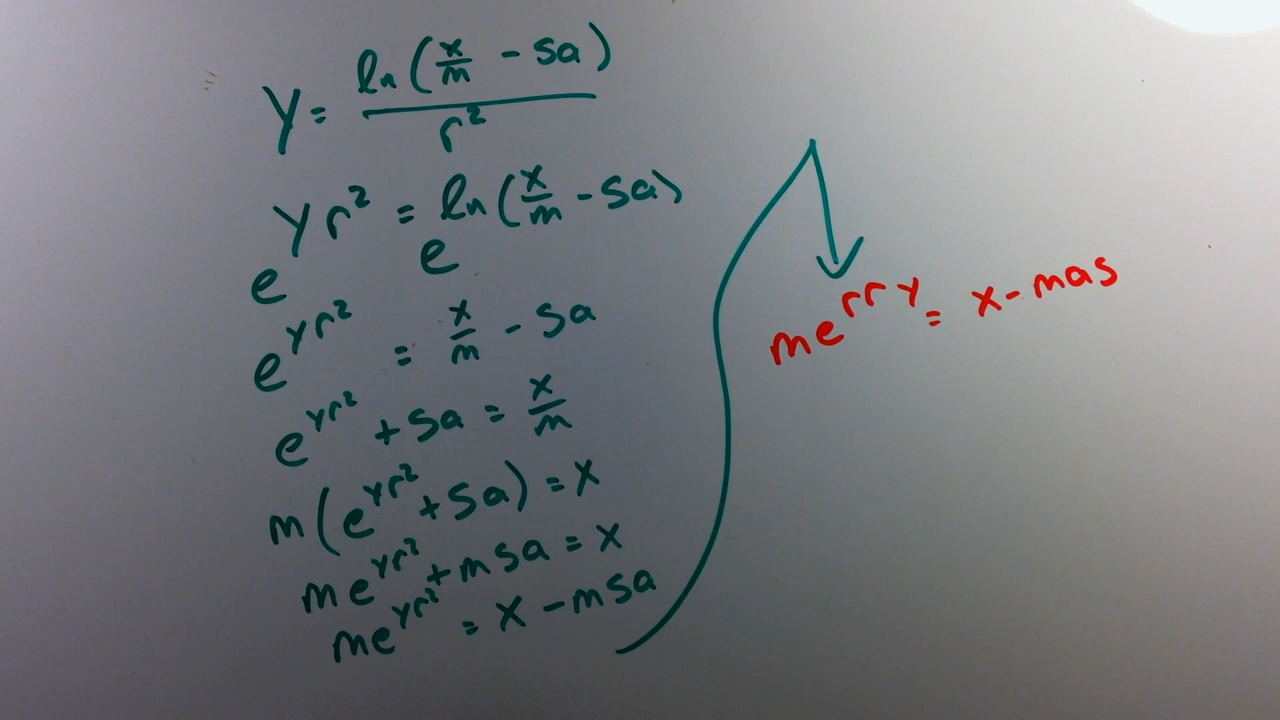 y = ln(x/m - sa) / r²
yr² = ln(x/m - sa)
e e
e^yr² = x/m - sa
e^yr² + sa = x/m
m(e^yr² + sa) = x
me^yr² + msa = x
me^yr² = x - msa
me^rry = x-mas